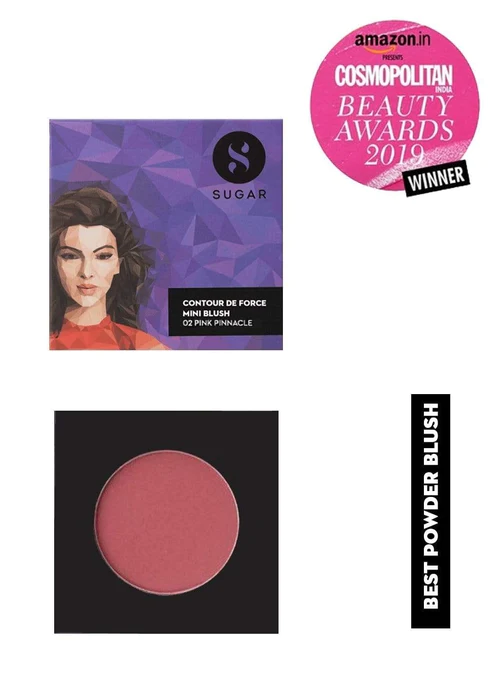 amazon.in
PRESENTS
COSMOPOLITAN
INDIA
BEAUTY
AWARDS
2019
WINNER
S
SUGAR
CONTOUR DE FORCE
MINI BLUSH
02 PINK PINNACLE
BEST POWDER BLUSH